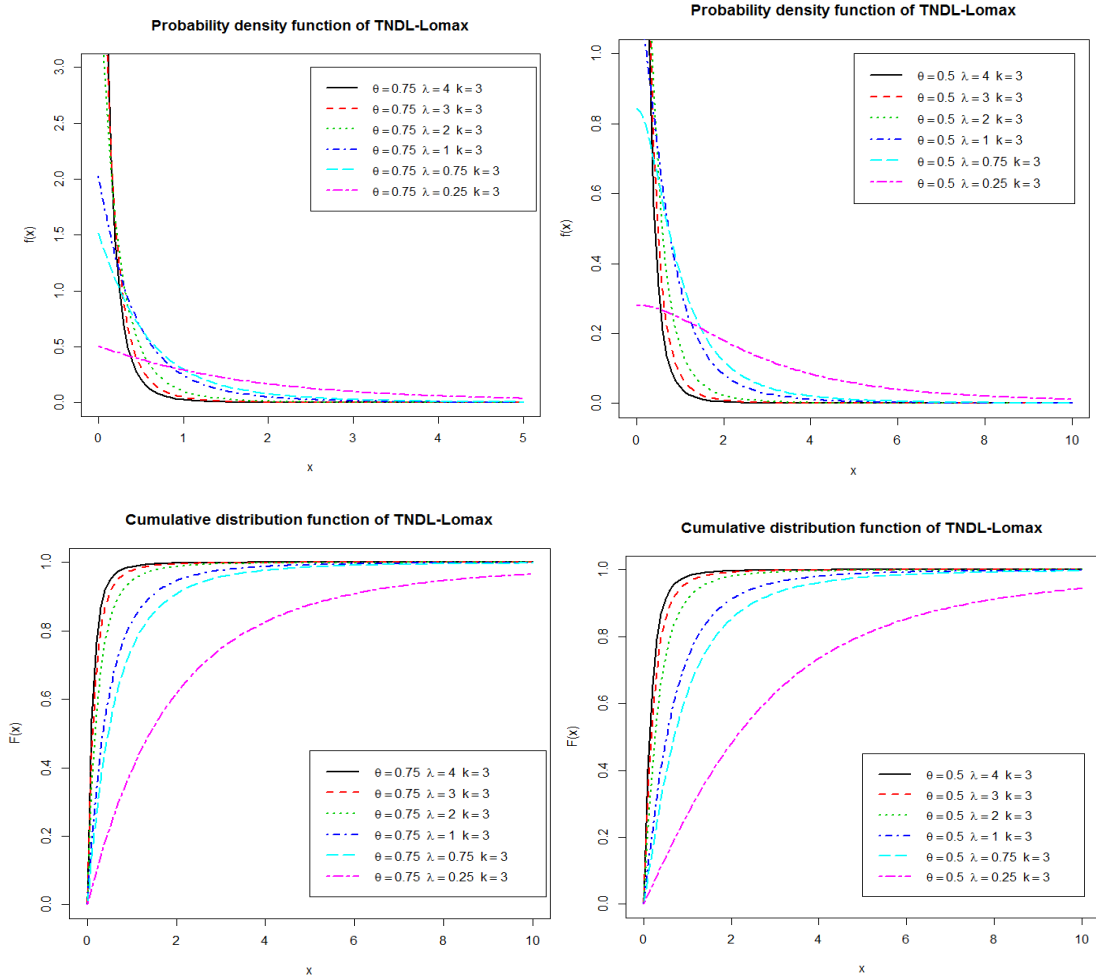 Probability density function of TNDL-Lomax
f(x)
3.0
2.5
2.0
1.5
1.0
0.5
0.0
θ = 0.75 λ = 4 k = 3
θ = 0.75 λ = 3 k = 3
θ = 0.75 λ = 2 k = 3
θ = 0.75 λ = 1 k = 3
θ = 0.75 λ = 0.75 k = 3
θ = 0.75 λ = 0.25 k = 3
0 1 2 3 4 5
x
Probability density function of TNDL-Lomax
f(x)
1.0
0.8
0.6
0.4
0.2
0.0
θ = 0.5 λ = 4 k = 3
θ = 0.5 λ = 3 k = 3
θ = 0.5 λ = 2 k = 3
θ = 0.5 λ = 1 k = 3
θ = 0.5 λ = 0.75 k = 3
θ = 0.5 λ = 0.25 k = 3
0 2 4 6 8 10
x
Cumulative distribution function of TNDL-Lomax
F(x)
1.0
0.8
0.6
0.4
0.2
0.0
θ = 0.75 λ = 4 k = 3
θ = 0.75 λ = 3 k = 3
θ = 0.75 λ = 2 k = 3
θ = 0.75 λ = 1 k = 3
θ = 0.75 λ = 0.75 k = 3
θ = 0.75 λ = 0.25 k = 3
0 2 4 6 8 10
x
Cumulative distribution function of TNDL-Lomax
F(x)
1.0
0.8
0.6
0.4
0.2
0.0
θ = 0.5 λ = 4 k = 3
θ = 0.5 λ = 3 k = 3
θ = 0.5 λ = 2 k = 3
θ = 0.5 λ = 1 k = 3
θ = 0.5 λ = 0.75 k = 3
θ = 0.5 λ = 0.25 k = 3
0 2 4 6 8 10
x